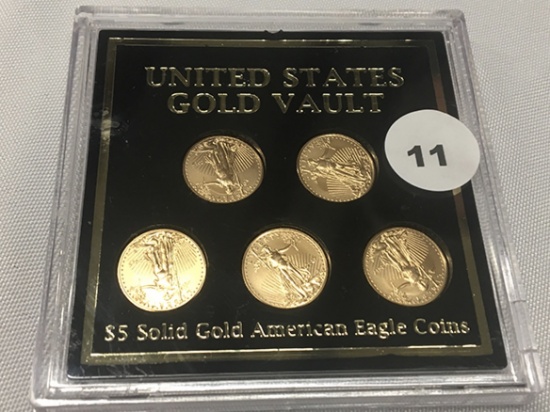 UNITED STATES
GOLD VAULT
11
$5 Solid Gold American Eagle Coins